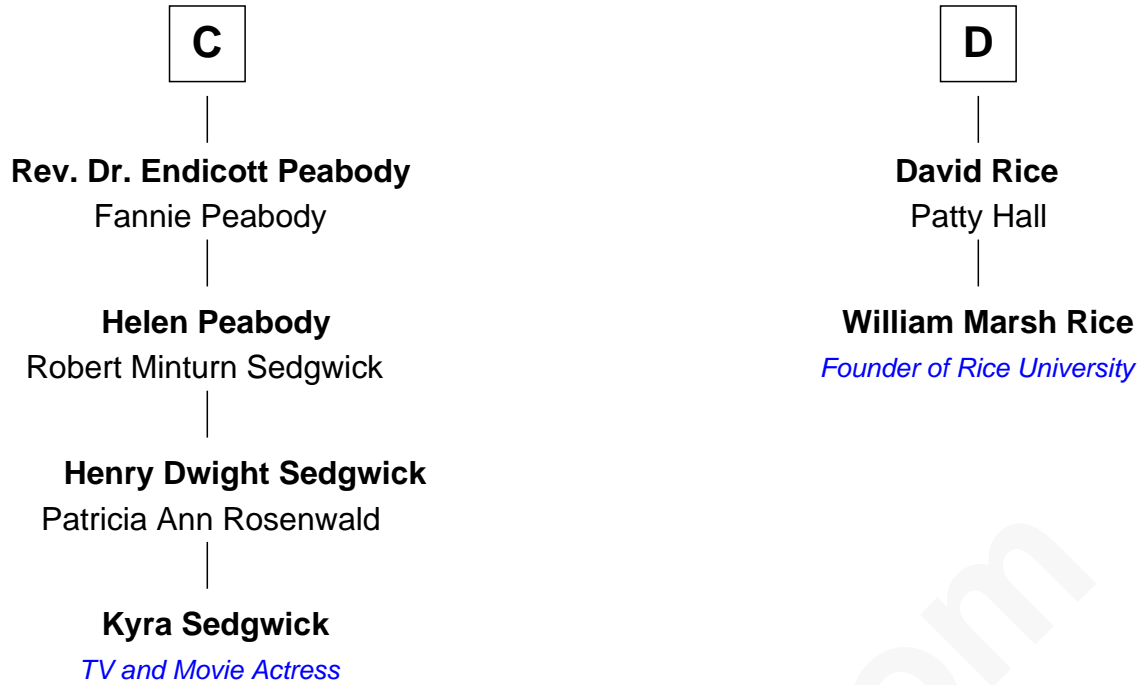 C
Rev. Dr. Endicott Peabody
Fannie Peabody
Helen Peabody
Robert Minturn Sedgwick
Henry Dwight Sedgwick
Patricia Ann Rosenwald
Kyra Sedgwick
TV and Movie Actress
D
David Rice
Patty Hall
William Marsh Rice
Founder of Rice University
om